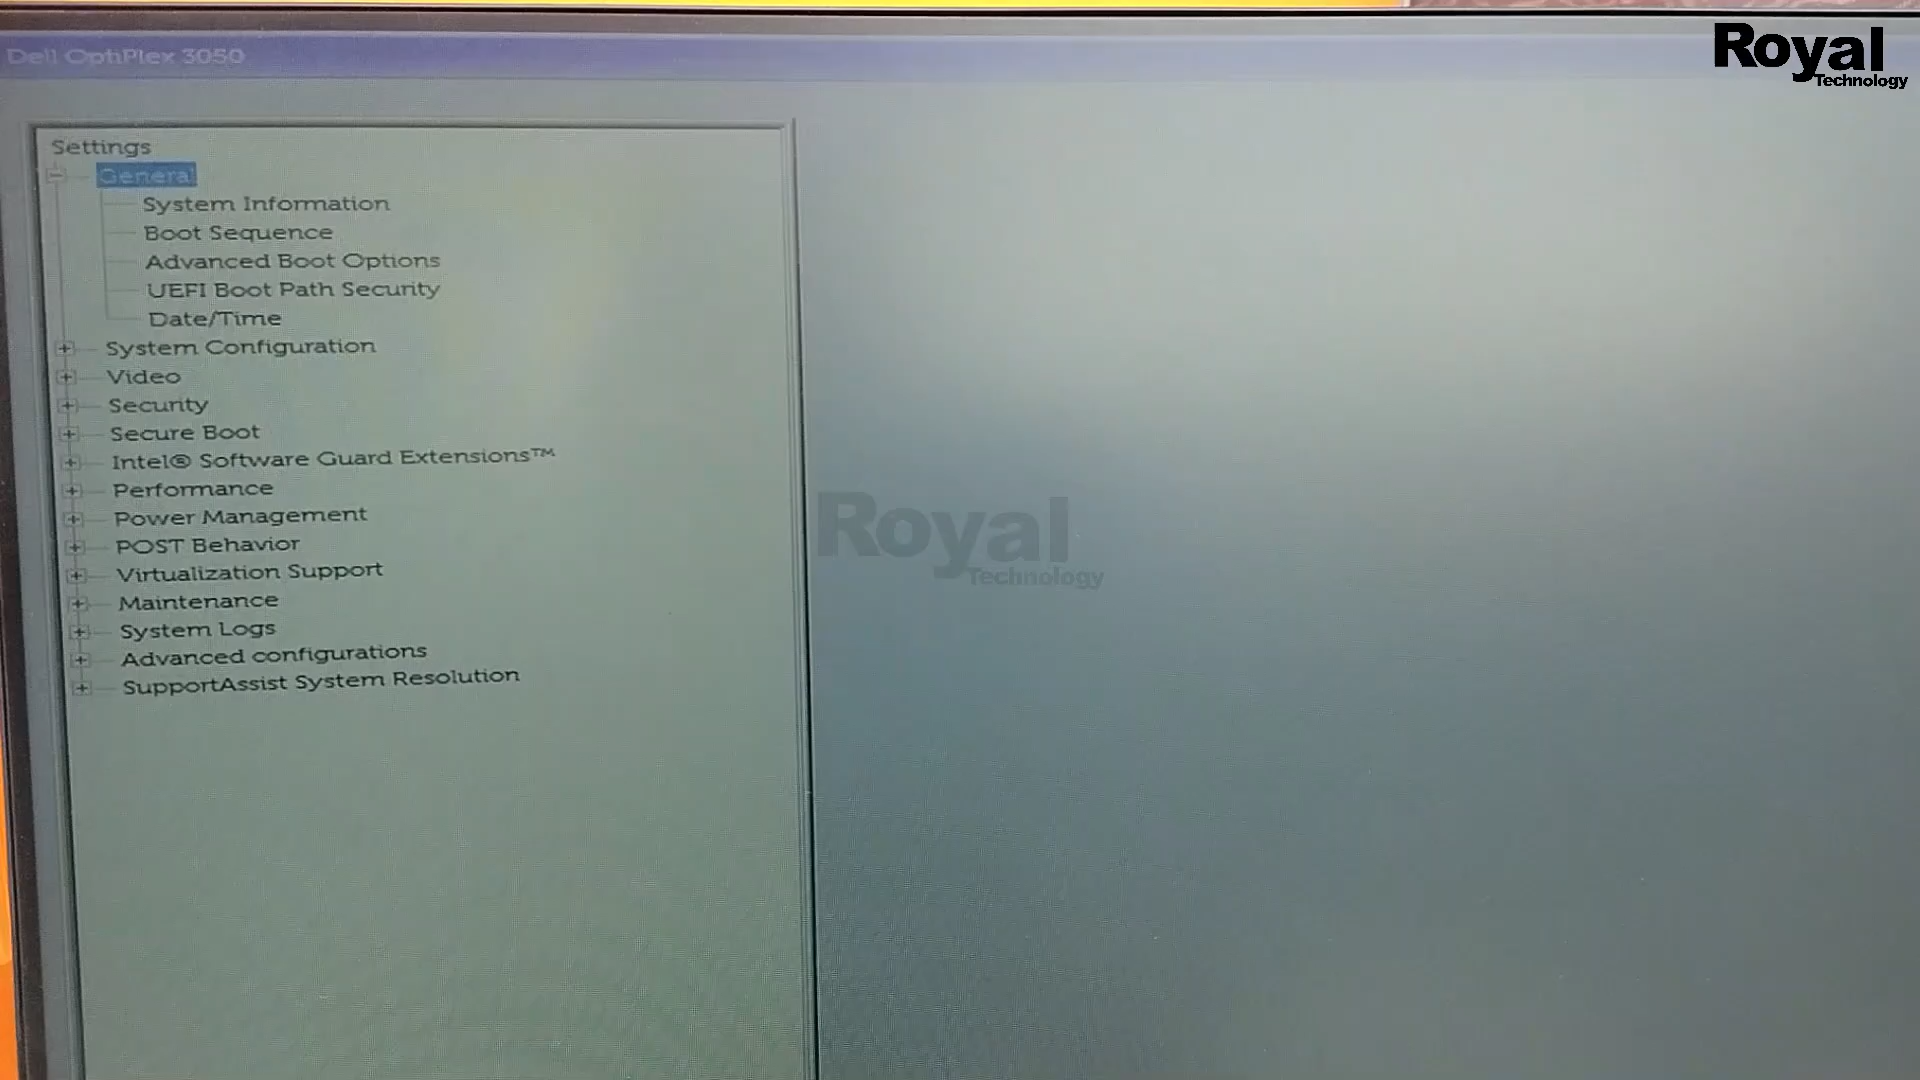 Dell OptiPlex 3050
Royal
Technology
Settings
General
System Information
Boot Sequence
Advanced Boot Options
UEFI Boot Path Security
Date/Time
System Configuration
Video
Security
Secure Boot
Intel® Software Guard Extensions™
Performance
Power Management
POST Behavior
Virtualization Support
Maintenance
System Logs
Advanced configurations
SupportAssist System Resolution
Royal
Technology